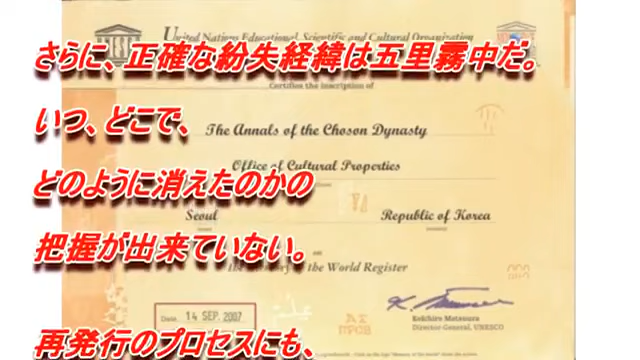 United Nations Educational, Scientific and Cultural Organization
さらに、正確な紛失経緯は五里霧中だ。
Certifies the inscription of
いつ、どこで、
The Annals of the Choson Dynasty
Office of Cultural Properties
どのように消えたのかの
Seoul
Republic of Korea
on
把握が出来ていない。
the World Register
Date: 14 SEP. 2007
Koïchiro Matsuura
Director-General, UNESCO
再発行のプロセスにも、